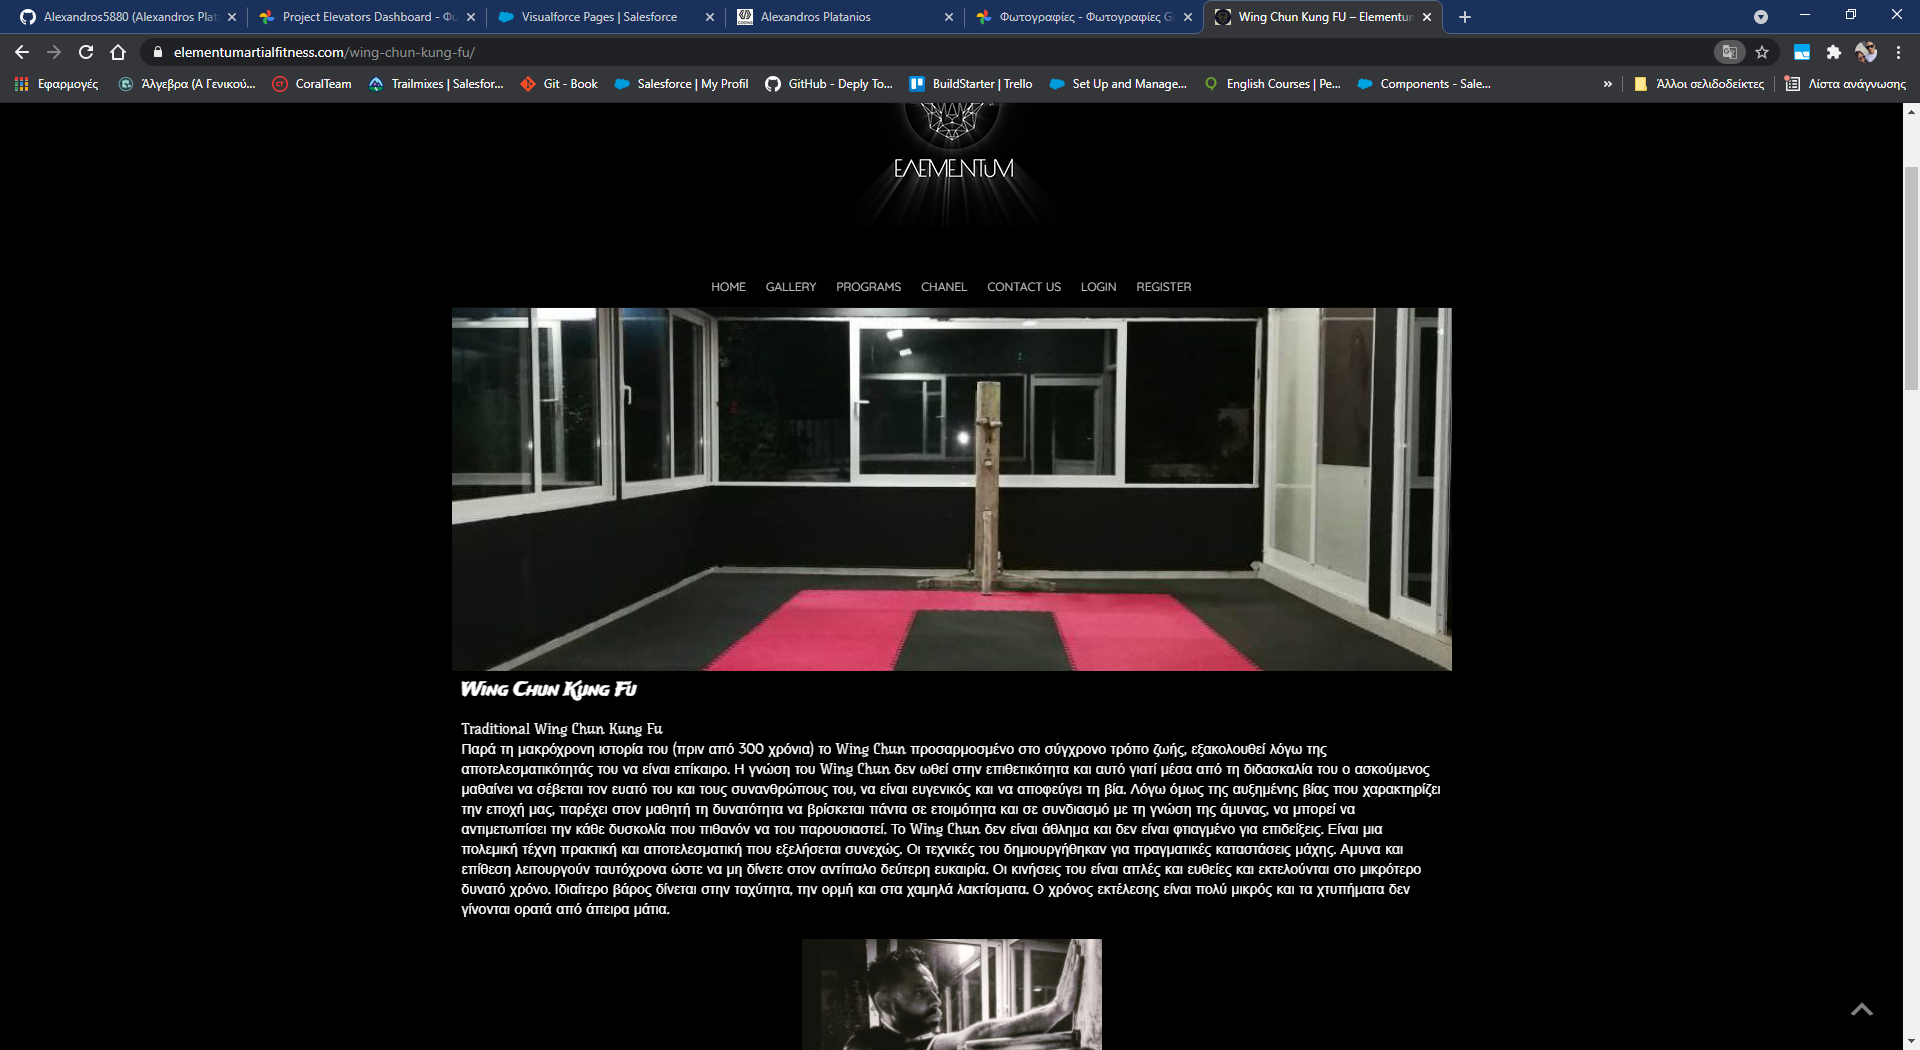 Alexandros5880 (Alexandros Plat
Project Elevators Dashboard - Φω
Visualforce Pages | Salesforce
Alexandros Platanios
Φωτογραφίες - Φωτογραφίες G
Wing Chun Kung FU – Elementum
elementumartialfitness.com/wing-chun-kung-fu/
Εφαρμογές
Άλγεβρα (Α Γενικού...
CoralTeam
Trailmixes | Salesfor...
Git - Book
Salesforce | My Profil
GitHub - Deply To...
BuildStarter | Trello
Set Up and Manage...
English Courses | Pe...
Components - Sale...
»
Άλλοι σελιδοδείκτες
Λίστα ανάγνωσης
ELEMENTUM
HOME GALLERY PROGRAMS CHANEL CONTACT US LOGIN REGISTER
Wing Chun Kung Fu
Traditional Wing Chun Kung Fu
Παρά τη μακρόχρονη ιστορία του (πριν από 300 χρόνια) το Wing Chun προσαρμοσμένο στο σύγχρονο τρόπο ζωής, εξακολουθεί λόγω της
αποτελεσματικότητάς του να είναι επίκαιρο. Η γνώση του Wing Chun δεν ωθεί στην επιθετικότητα και αυτό γιατί μέσα από τη διδασκαλία του ο ασκούμενος
μαθαίνει να σέβεται τον ευατό του και τους συνανθρώπους του, να είναι ευγενικός και να αποφεύγει τη βία. Λόγω όμως της αυξημένης βίας που χαρακτηρίζει
την εποχή μας, παρέχει στον μαθητή τη δυνατότητα να βρίσκεται πάντα σε ετοιμότητα και σε συνδιασμό με τη γνώση της άμυνας, να μπορεί να
αντιμετωπίσει την κάθε δυσκολία που πιθανόν να του παρουσιαστεί. Το Wing Chun δεν είναι άθλημα και δεν είναι φτιαγμένο για επιδείξεις. Είναι μια
πολεμική τέχνη πρακτική και αποτελεσματική που εξελήσεται συνεχώς. Οι τεχνικές του δημιουργήθηκαν για πραγματικές καταστάσεις μάχης. Αμυνα και
επίθεση λειτουργούν ταυτόχρονα ώστε να μη δίνετε στον αντίπαλο δεύτερη ευκαιρία. Οι κινήσεις του είναι απλές και ευθείες και εκτελούνται στο μικρότερο
δυνατό χρόνο. Ιδιαίτερο βάρος δίνεται στην ταχύτητα, την ορμή και στα χαμηλά λακτίσματα. Ο χρόνος εκτέλεσης είναι πολύ μικρός και τα χτυπήματα δεν
γίνονται ορατά από άπειρα μάτια.